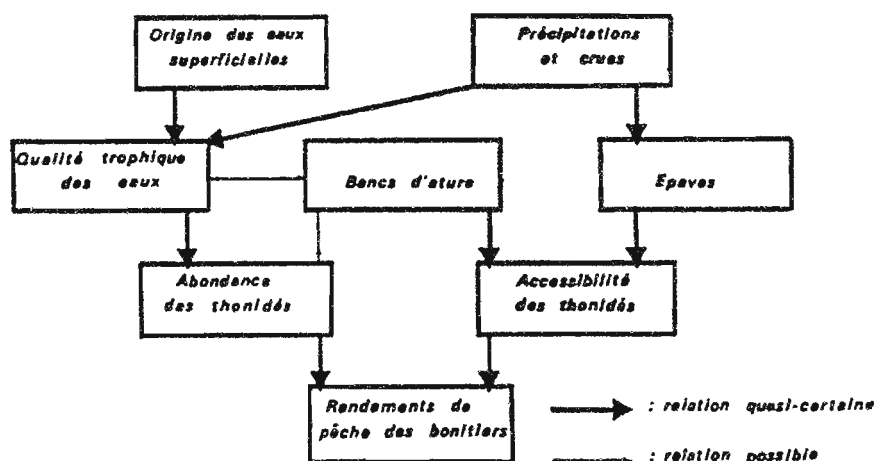 Origine des eaux
superficielles
Précipitations
et crues
Qualité trophique
des eaux
Bancs d'ature
Epaves
Abondance
des thonidés
Accessibilité
des thonidés
Rendements de
pêche des bonitiers
: relation quasi-certaine
: relation possible